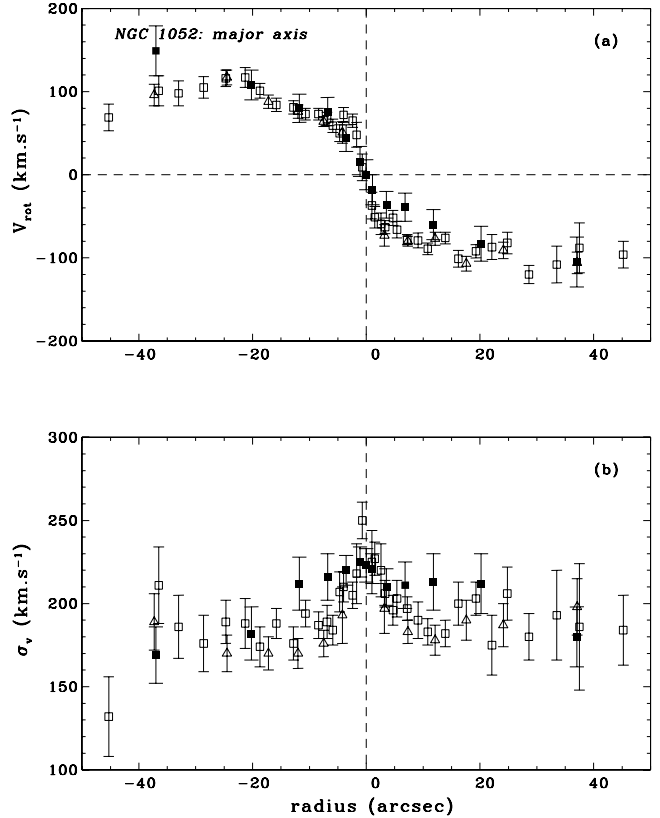 NGC 1052: major axis
(a)
200
100
0
−100
−200
V_rot (km.s⁻¹)
−40 −20 0 20 40
(b)
300
250
200
150
100
σ_v (km.s⁻¹)
−40 −20 0 20 40
radius (arcsec)